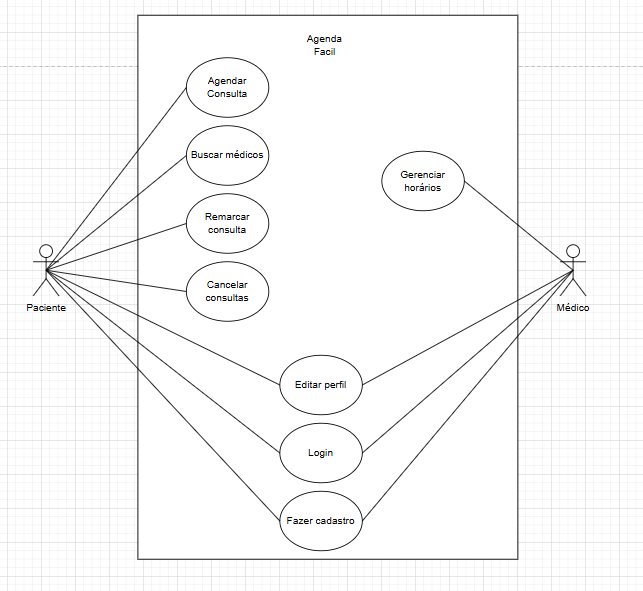 Agenda
Facil
Agendar
Consulta
Buscar médicos
Gerenciar
horários
Remarcar
consulta
Cancelar
consultas
Paciente
Médico
Editar perfil
Login
Fazer cadastro